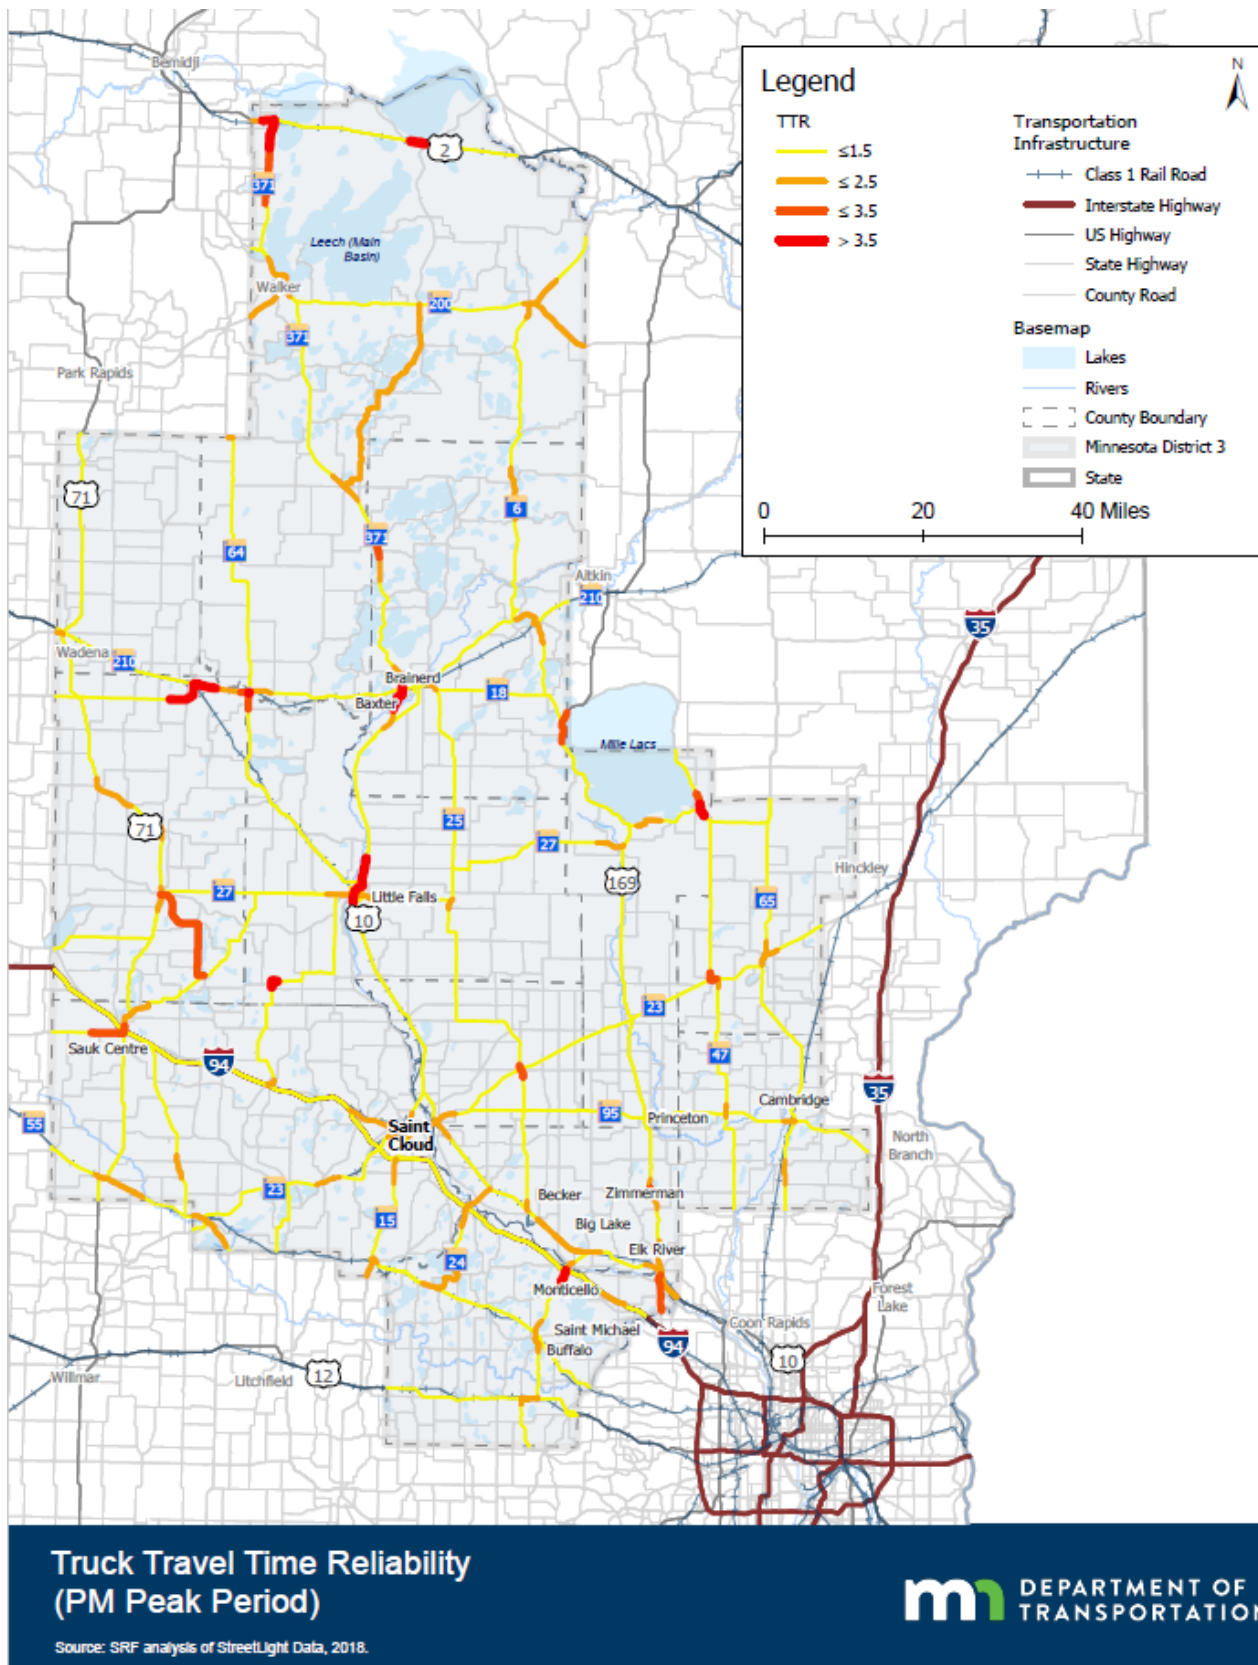 Bemidji
Legend
N
TTR
≤1.5
≤ 2.5
≤ 3.5
> 3.5
Transportation
Infrastructure
Class 1 Rail Road
Interstate Highway
US Highway
State Highway
County Road
Basemap
Lakes
Rivers
County Boundary
Minnesota District 3
State
0 20 40 Miles
2
371
Leech (Main
Basin)
Walker
200
371
Park Rapids
71
6
371
64
Aitkin
210
35
Wadena
210
Brainerd
18
Baxter
Mille Lacs
71
25
27
Hinckley
169
27
Little Falls
65
10
23
Sauk Centre
94
47
35
Cambridge
95
Princeton
55
Saint
Cloud
North
Branch
23
Becker
Zimmerman
15
Big Lake
Elk River
24
Monticello
Forest
Lake
Saint Michael
Coon Rapids
94
Buffalo
10
Willmar
Litchfield
12
Truck Travel Time Reliability
(PM Peak Period)
Source: SRF analysis of StreetLight Data, 2018.
mn DEPARTMENT OF
TRANSPORTATION